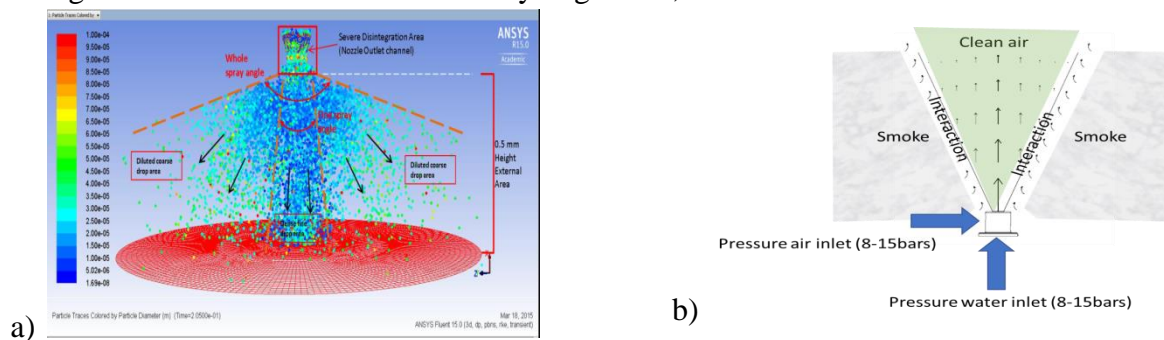 1: Particle Traces Colored by
1.00e-04
9.50e-05
9.00e-05
8.50e-05
8.00e-05
7.50e-05
7.00e-05
6.50e-05
6.00e-05
5.50e-05
5.00e-05
4.50e-05
4.00e-05
3.50e-05
3.00e-05
2.50e-05
2.00e-05
1.50e-05
1.00e-05
5.02e-06
1.69e-08
Severe Disintegration Area
(Nozzle Outlet channel)
ANSYS
R15.0
Academic
Whole
spray angle
spray
angle
Diluted coarse
drop area
Diluted coarse
drop area
0.5 mm
Height
External
Area
Z
Particle Traces Colored by Particle Diameter (m) (Time=2.0500e-01)
Mar 18, 2015
ANSYS Fluent 15.0 (3d, dp, pbns, rke, transient)
a)
Clean air
Smoke
Interaction
Interaction
Smoke
Pressure air inlet (8-15bars)
Pressure water inlet (8-15bars)
b)